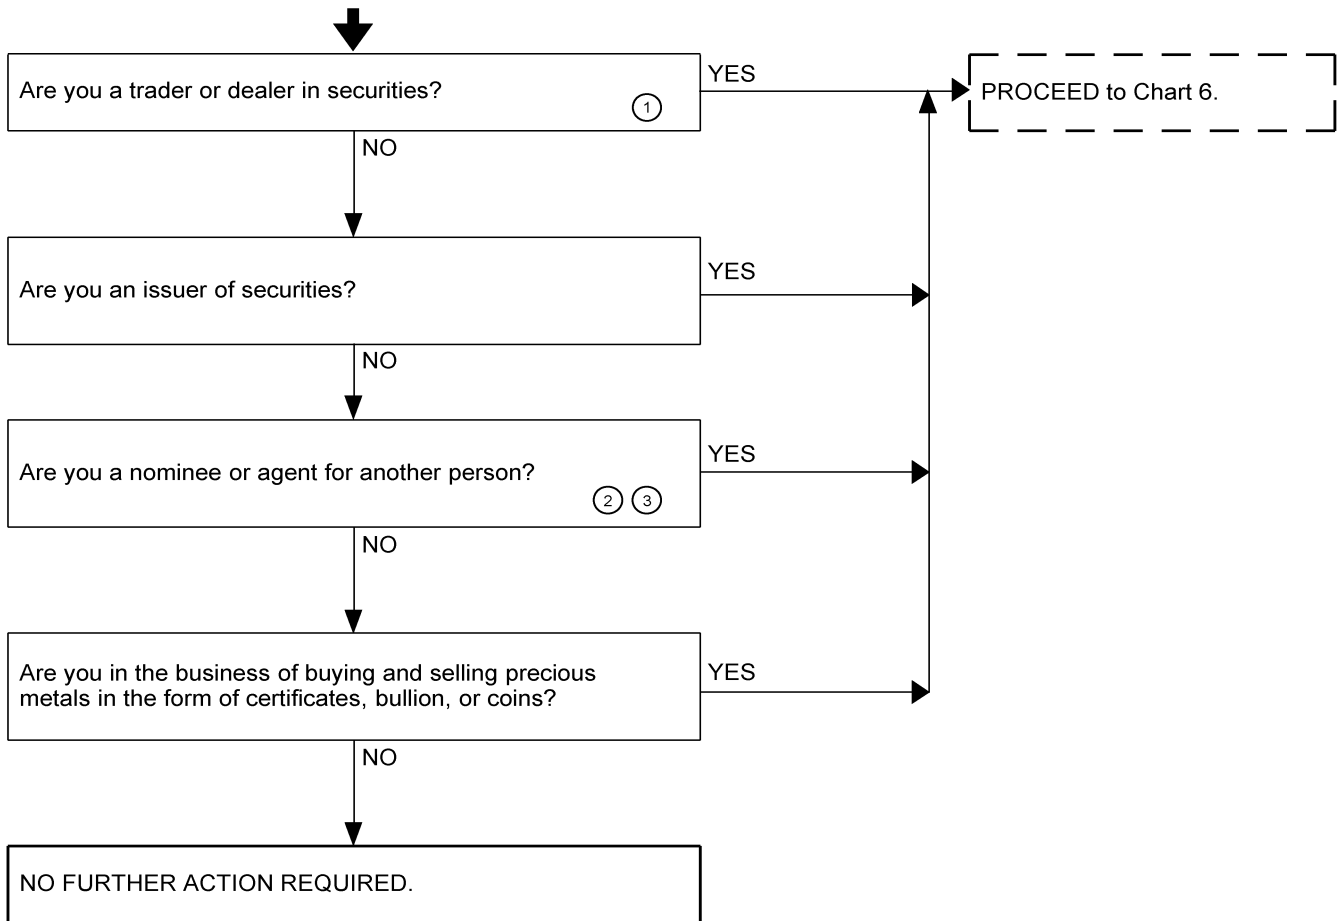 Are you a trader or dealer in securities?
1
YES
PROCEED to Chart 6.
NO
Are you an issuer of securities?
YES
NO
Are you a nominee or agent for another person?
2 3
YES
NO
Are you in the business of buying and selling precious
metals in the form of certificates, bullion, or coins?
YES
NO
NO FURTHER ACTION REQUIRED.